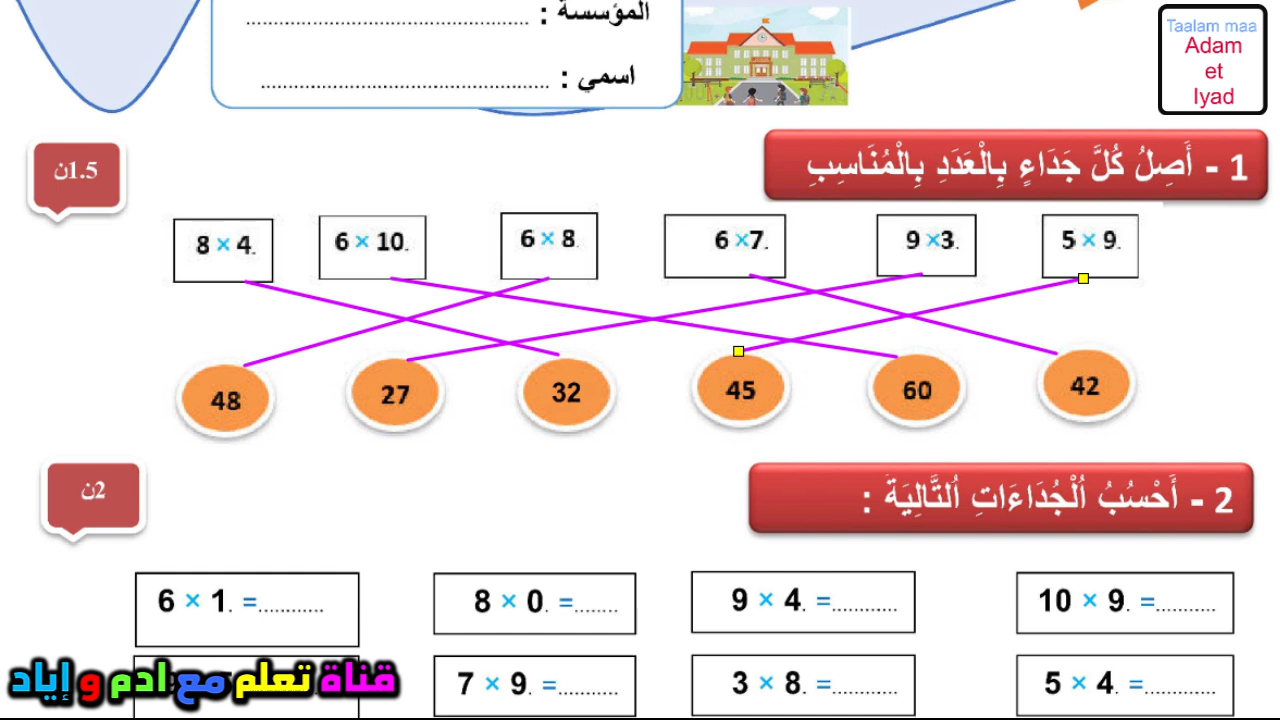 المؤسسة : ......................................................
اسمي : ......................................................
Taalam maa
Adam
et
Iyad
1 - أَصِلُ كُلَّ جَدَاءٍ بِالْعَدَدِ بِالْمُنَاسِبِ
1.5ن
8 × 4. 6 × 10. 6 × 8. 6 ×7. 9 ×3. 5 × 9.
48 27 32 45 60 42
2 - أَحْسُبُ اُلْجُدَاءَاتِ اُلتَّالِيَةَ :
2ن
6 × 1. =............ 8 × 0. =........ 9 × 4. =............ 10 × 9. =...........
7 × 9. =........... 3 × 8. =............ 5 × 4. =.............
قناة تعلم مع ادم و إياد